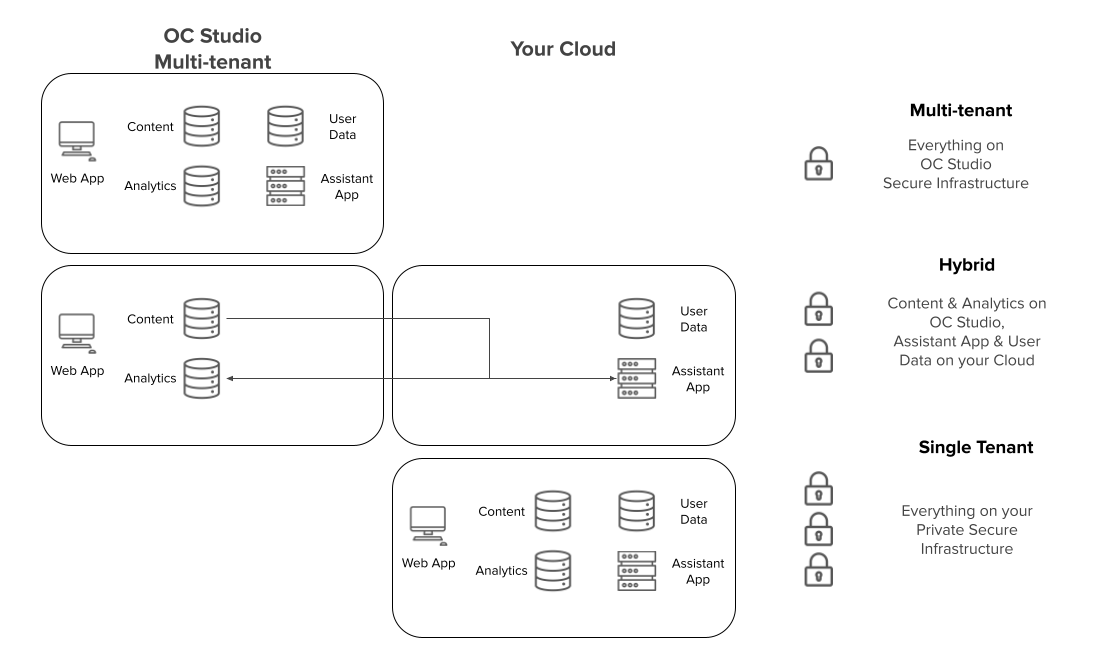 OC Studio
Multi-tenant
Your Cloud
Content
User
Data
Web App
Analytics
Assistant
App
Multi-tenant
Everything on
OC Studio
Secure Infrastructure
Content
Web App
Analytics
User
Data
Assistant
App
Hybrid
Content & Analytics on
OC Studio,
Assistant App & User
Data on your Cloud
Content
User
Data
Web App
Analytics
Assistant
App
Single Tenant
Everything on your
Private Secure
Infrastructure